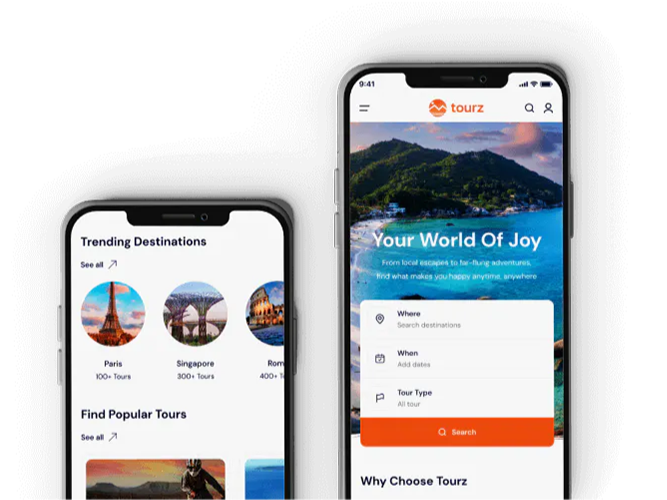 Trending Destinations
See all
Paris
100+ Tours
Singapore
300+ Tours
Rom
400+ T
Find Popular Tours
See all
9:41
tourz
Your World Of Joy
From local escapes to far-flung adventures,
find what makes you happy anytime, anywhere
Where
Search destinations
When
Add dates
Tour Type
All tour
Search
Why Choose Tourz